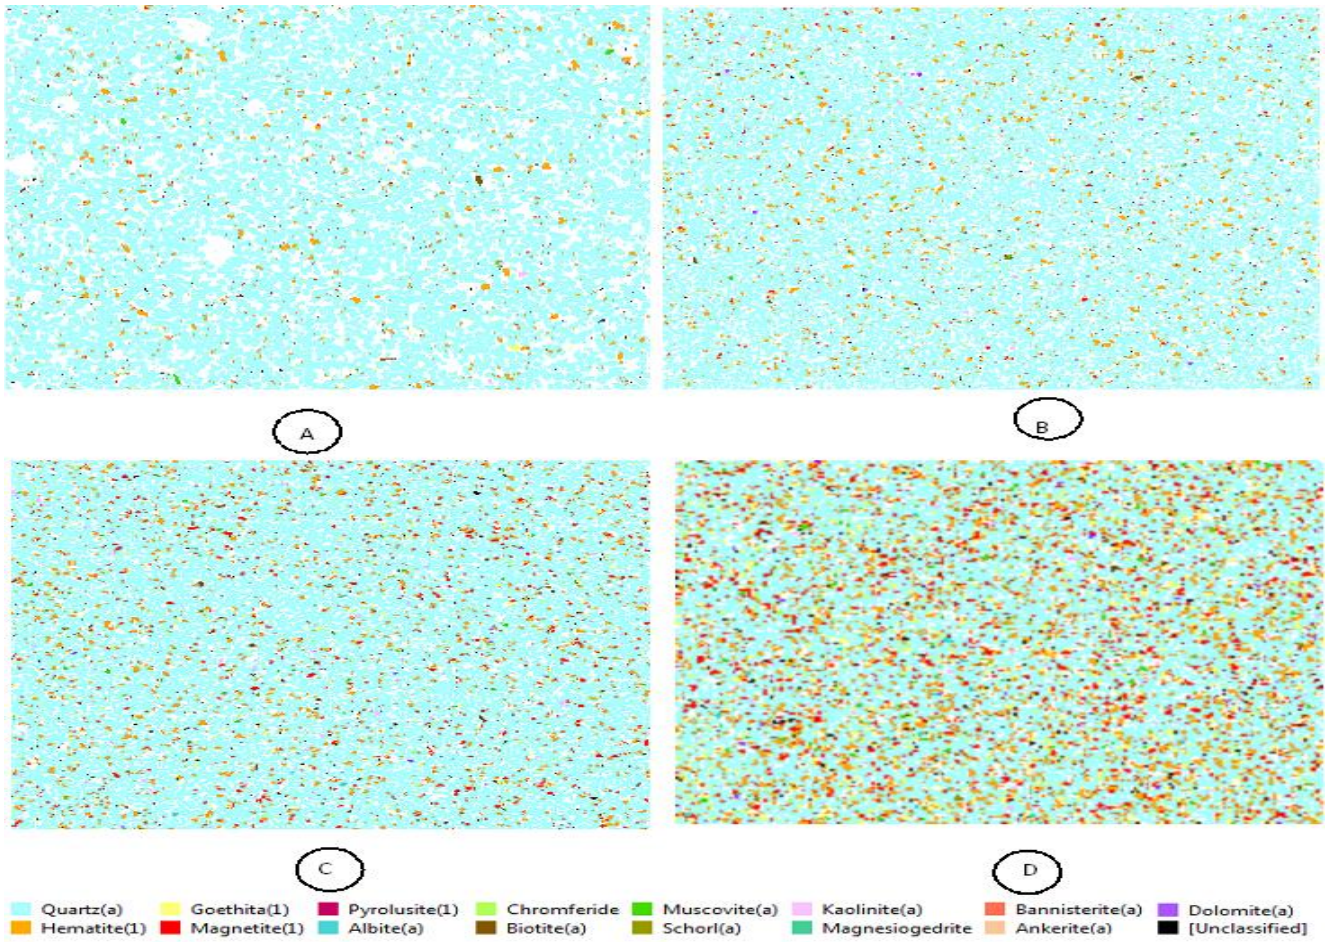 A
B
C
D
Quartz(a) Goethita(1) Pyrolusite(1) Chromferide Muscovite(a) Kaolinite(a) Bannisterite(a) Dolomite(a)
Hematite(1) Magnetite(1) Albite(a) Biotite(a) Schorl(a) Magnesiogedrite Ankerite(a) [Unclassified]